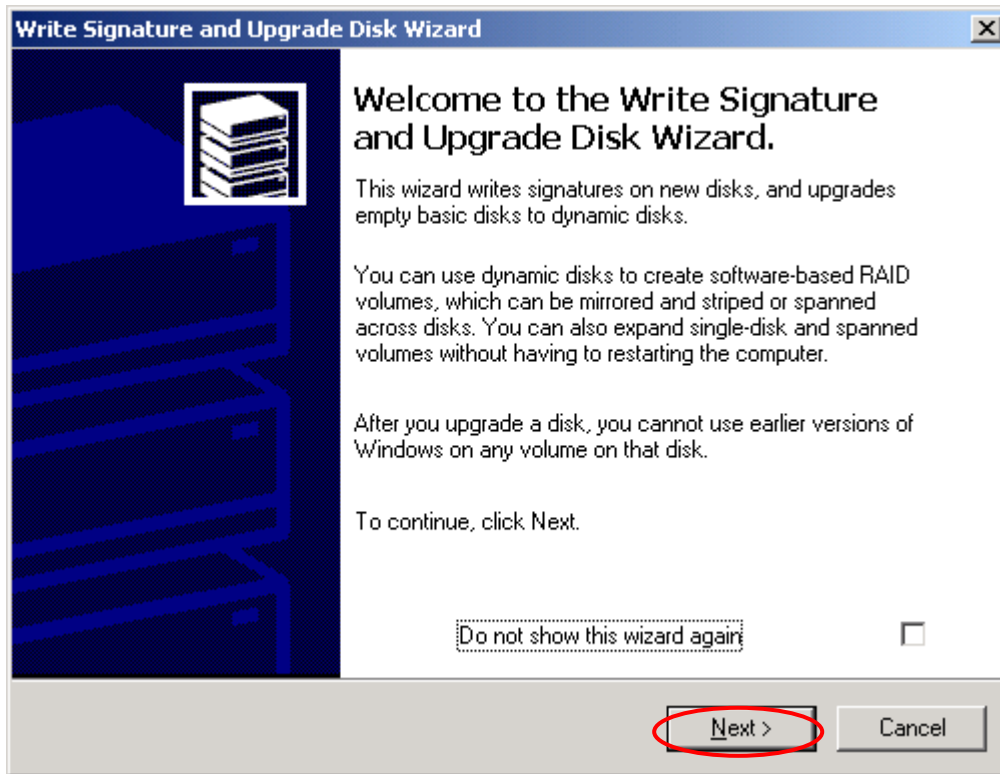 Write Signature and Upgrade Disk Wizard
Welcome to the Write Signature
and Upgrade Disk Wizard.
This wizard writes signatures on new disks, and upgrades
empty basic disks to dynamic disks.
You can use dynamic disks to create software-based RAID
volumes, which can be mirrored and striped or spanned
across disks. You can also expand single-disk and spanned
volumes without having to restarting the computer.
After you upgrade a disk, you cannot use earlier versions of
Windows on any volume on that disk.
To continue, click Next.
Do not show this wizard again
Next >
Cancel